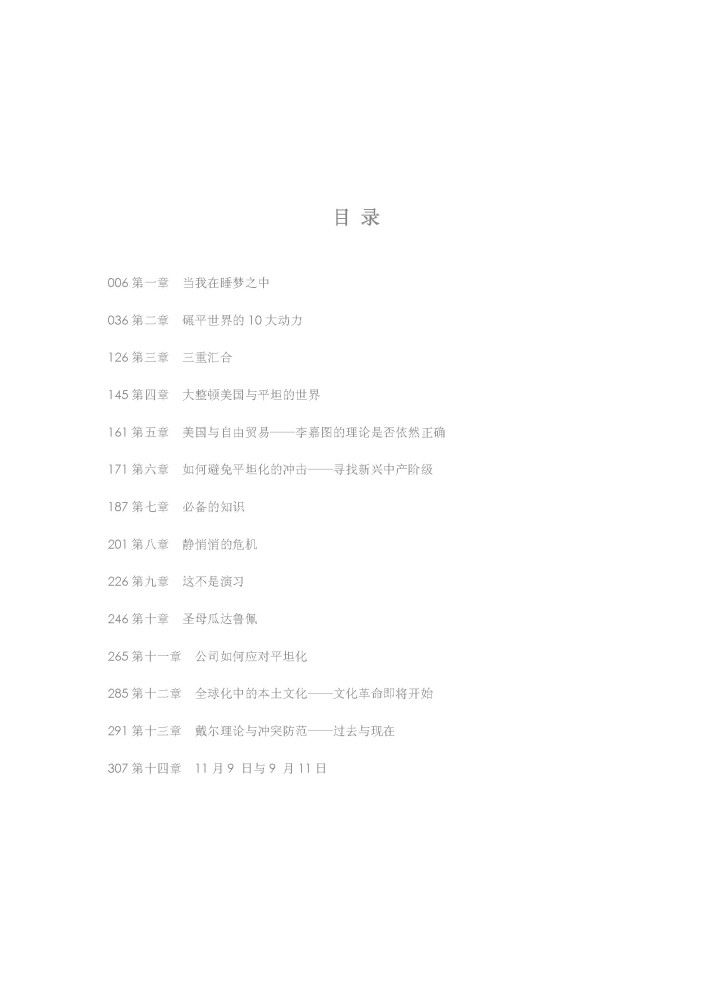 目 录
006 第一章 当我在睡梦之中
036 第二章 碾平世界的 10 大动力
126 第三章 三重汇合
145 第四章 大整顿美国与平坦的世界
161 第五章 美国与自由贸易——李嘉图的理论是否依然正确
171 第六章 如何避免平坦化的冲击——寻找新兴中产阶级
187 第七章 必备的知识
201 第八章 静悄悄的危机
226 第九章 这不是演习
246 第十章 圣母瓜达鲁佩
265 第十一章 公司如何应对平坦化
285 第十二章 全球化中的本土文化——文化革命即将开始
291 第十三章 戴尔理论与冲突防范——过去与现在
307 第十四章 11 月 9 日与 9 月 11 日